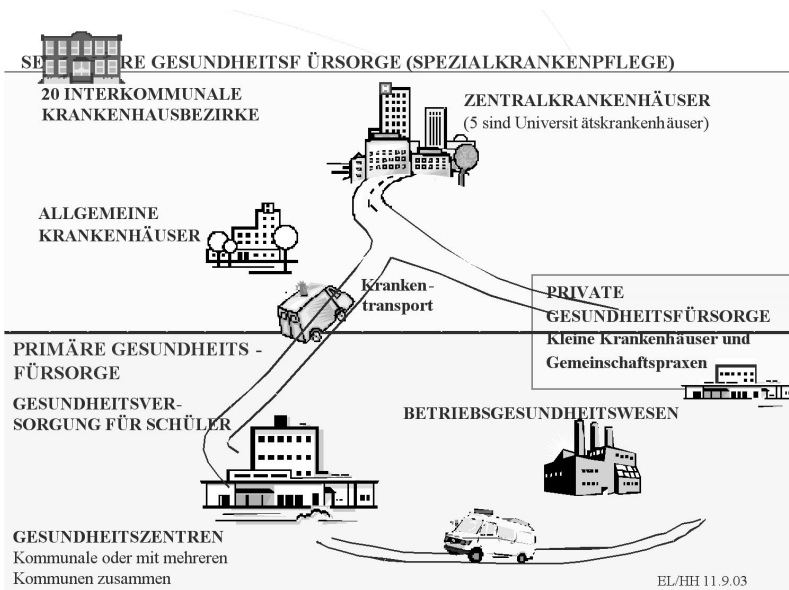 RE GESUNDHEITSF ÜRSORGE (SPEZIALKRANKENPFLEGE)
20 INTERKOMMUNALE
KRANKENHAUSBEZIRKE
ZENTRALKRANKENHÄUSER
(5 sind Universit ätskrankenhäuser)
ALLGEMEINE
KRANKENHÄUSER
Kranken-
transport
PRIVATE
GESUNDHEITSFÜRSORGE
Kleine Krankenhäuser und
Gemeinschaftspraxen
PRIMÄRE GESUNDHEITS -
FÜRSORGE
GESUNDHEITSVER-
SORGUNG FÜR SCHÜLER
BETRIEBSGESUNDHEITSWESEN
GESUNDHEITSZENTREN
Kommunale oder mit mehreren
Kommunen zusammen
EL/HH 11.9.03